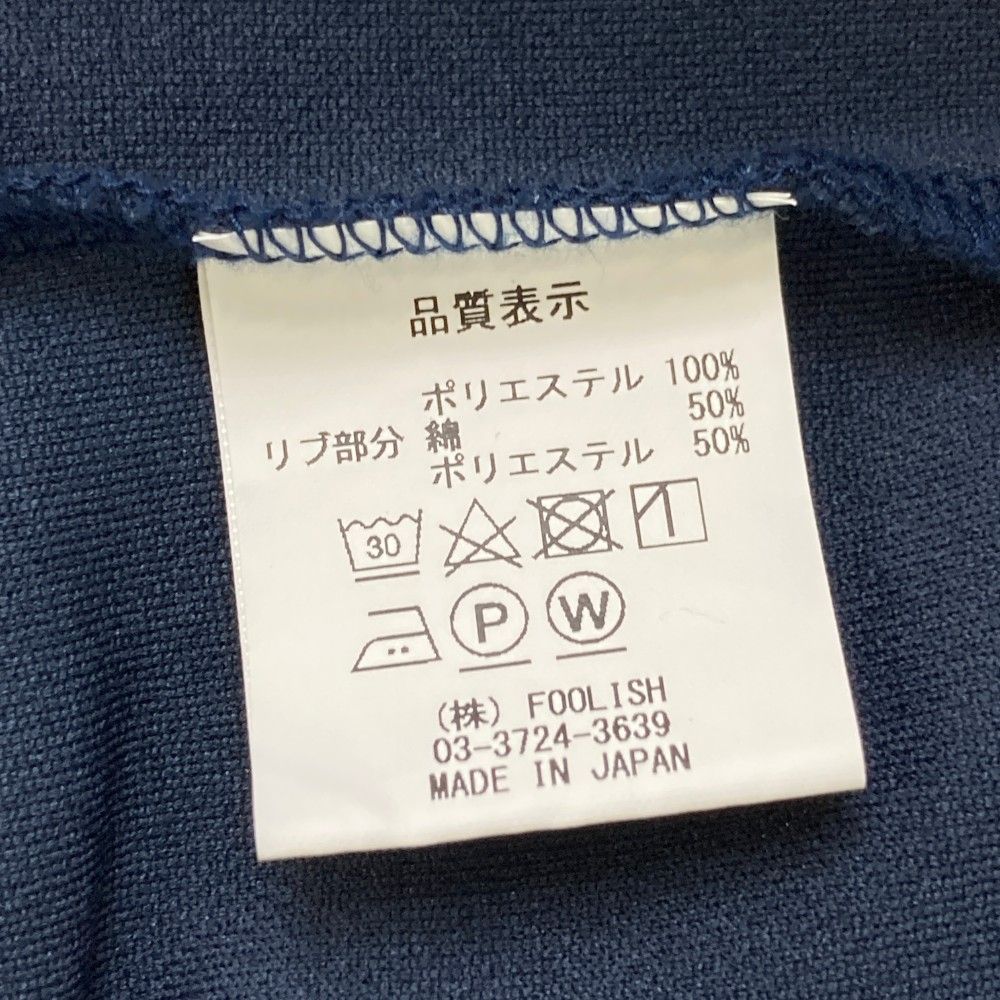 品質表示
ポリエステル 100%
リブ部分 綿 50%
ポリエステル 50%
30
P W
(株) FOOLISH
03-3724-3639
MADE IN JAPAN